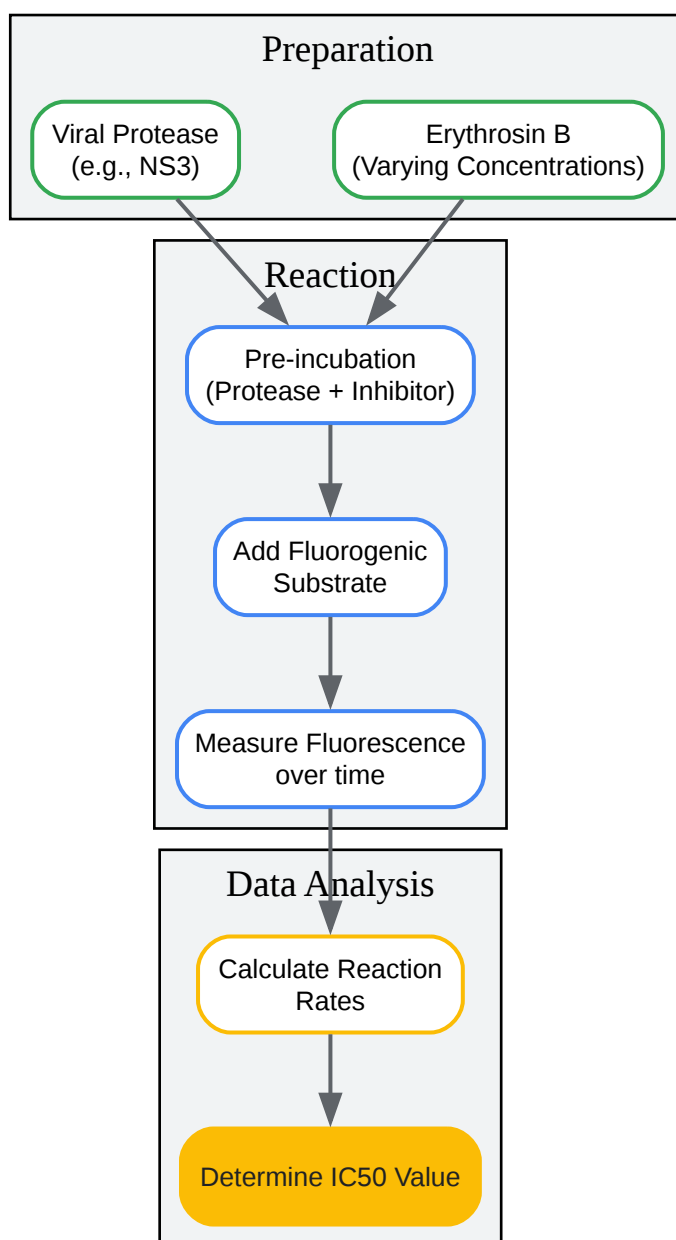 Preparation
Viral Protease
(e.g., NS3)
Erythrosin B
(Varying Concentrations)
Reaction
Pre-incubation
(Protease + Inhibitor)
Add Fluorogenic
Substrate
Measure Fluorescence
over time
Data Analysis
Calculate Reaction
Rates
Determine IC50 Value